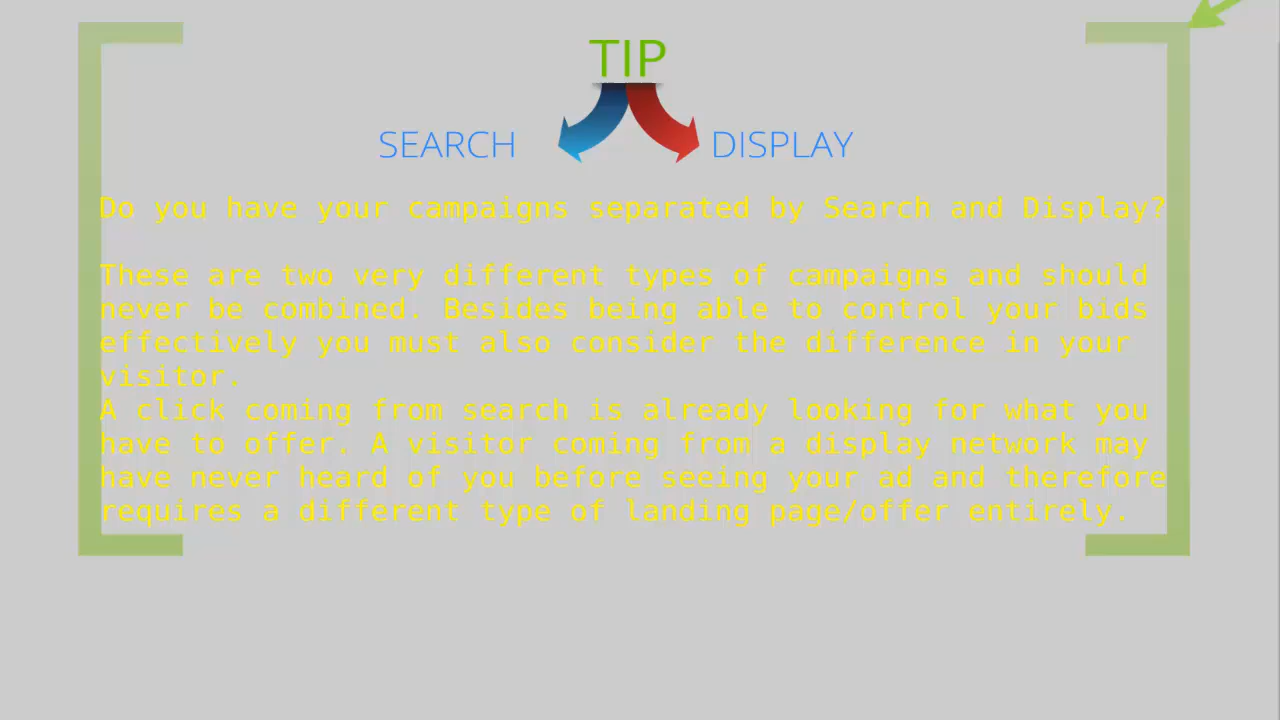 TIP
SEARCH DISPLAY
Do you have your campaigns separated by Search and Display?
These are two very different types of campaigns and should
never be combined. Besides being able to control your bids
effectively you must also consider the difference in your
visitor.
A click coming from search is already looking for what you
have to offer. A visitor coming from a display network may
have never heard of you before seeing your ad and therefore
requires a different type of landing page/offer entirely.